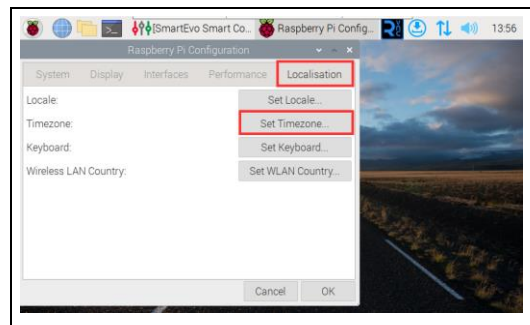 [SmartEvo Smart Co...
Raspberry Pi Config...
13:56
Raspberry Pi Configuration
System Display Interfaces Performance Localisation
Locale: Set Locale...
Timezone: Set Timezone...
Keyboard: Set Keyboard...
Wireless LAN Country: Set WLAN Country...
Cancel OK